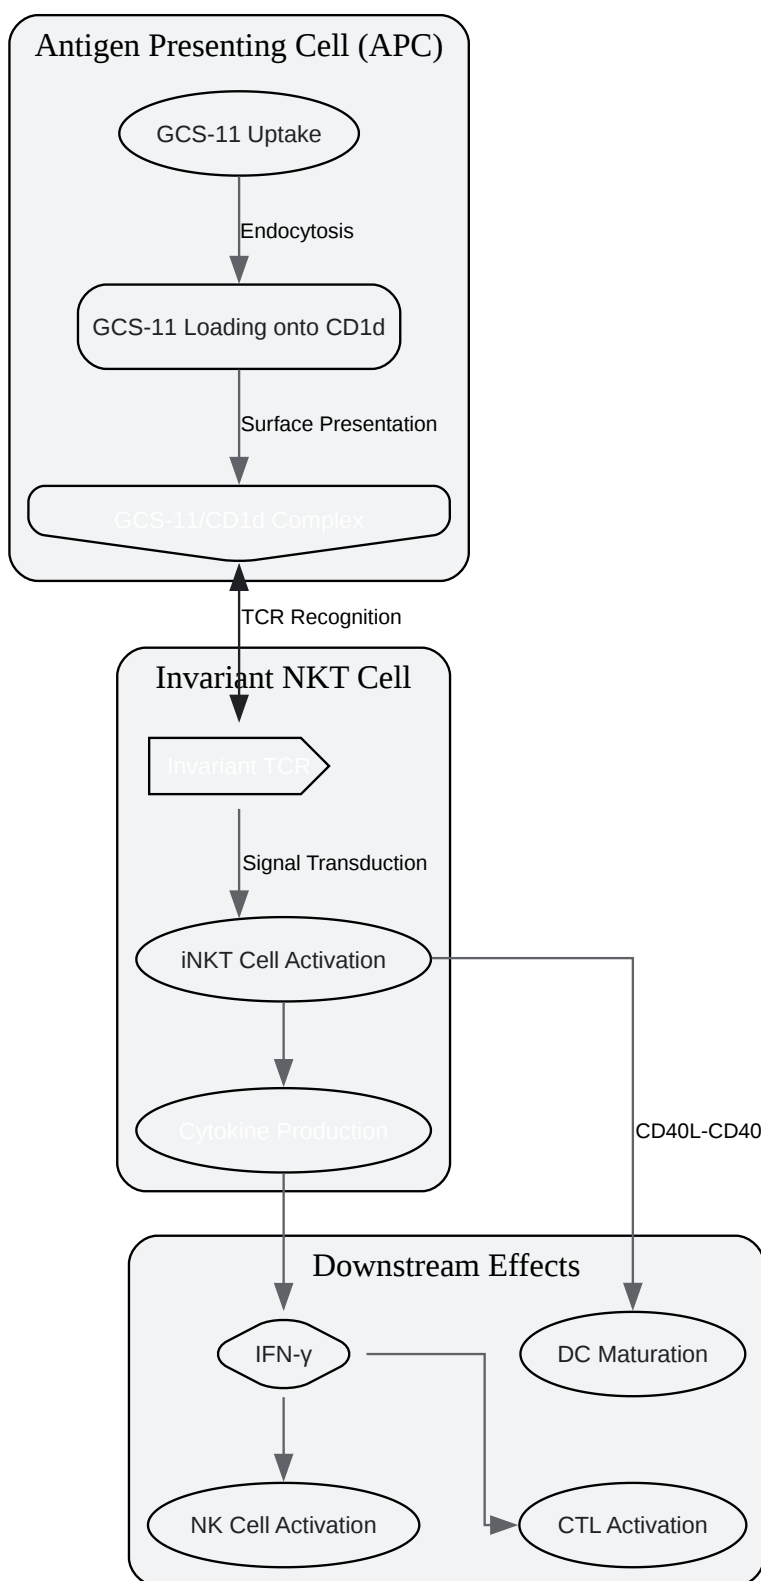 Antigen Presenting Cell (APC)
GCS-11 Uptake
Endocytosis
GCS-11 Loading onto CD1d
Surface Presentation
GCS-11/CD1d Complex
TCR Recognition
Invariant NKT Cell
Invariant TCR
Signal Transduction
iNKT Cell Activation
Cytokine Production
CD40L-CD40
Downstream Effects
IFN-γ
DC Maturation
NK Cell Activation
CTL Activation